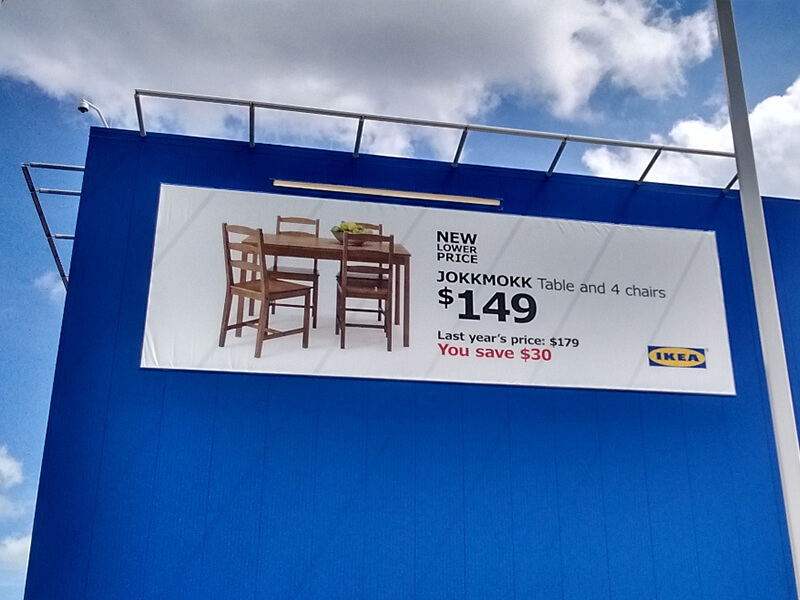 NEW
LOWER
PRICE
JOKKMOKK Table and 4 chairs
$149
Last year's price: $179
You save $30
IKEA